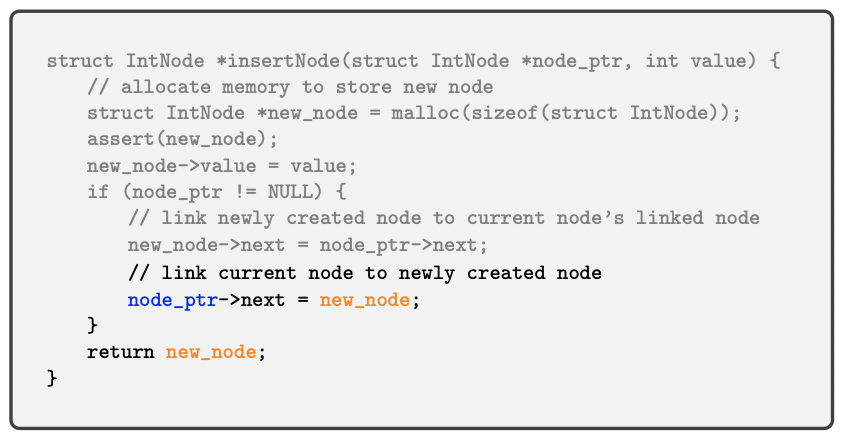 struct IntNode *insertNode(struct IntNode *node_ptr, int value) {
    // allocate memory to store new node
    struct IntNode *new_node = malloc(sizeof(struct IntNode));
    assert(new_node);
    new_node->value = value;
    if (node_ptr != NULL) {
        // link newly created node to current node’s linked node
        new_node->next = node_ptr->next;
        // link current node to newly created node
        node_ptr->next = new_node;
    }
    return new_node;
}